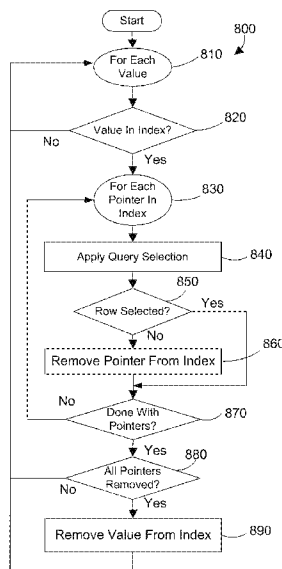 Start
800
For Each
Value
810
Value In Index?
820
No
Yes
For Each
Pointer In
Index
830
Apply Query Selection
840
850
Row Selected?
Yes
No
Remove Pointer From Index
860
No
Done With
Pointers?
870
Yes
880
All Pointers
Removed?
No
Yes
Remove Value From Index
890